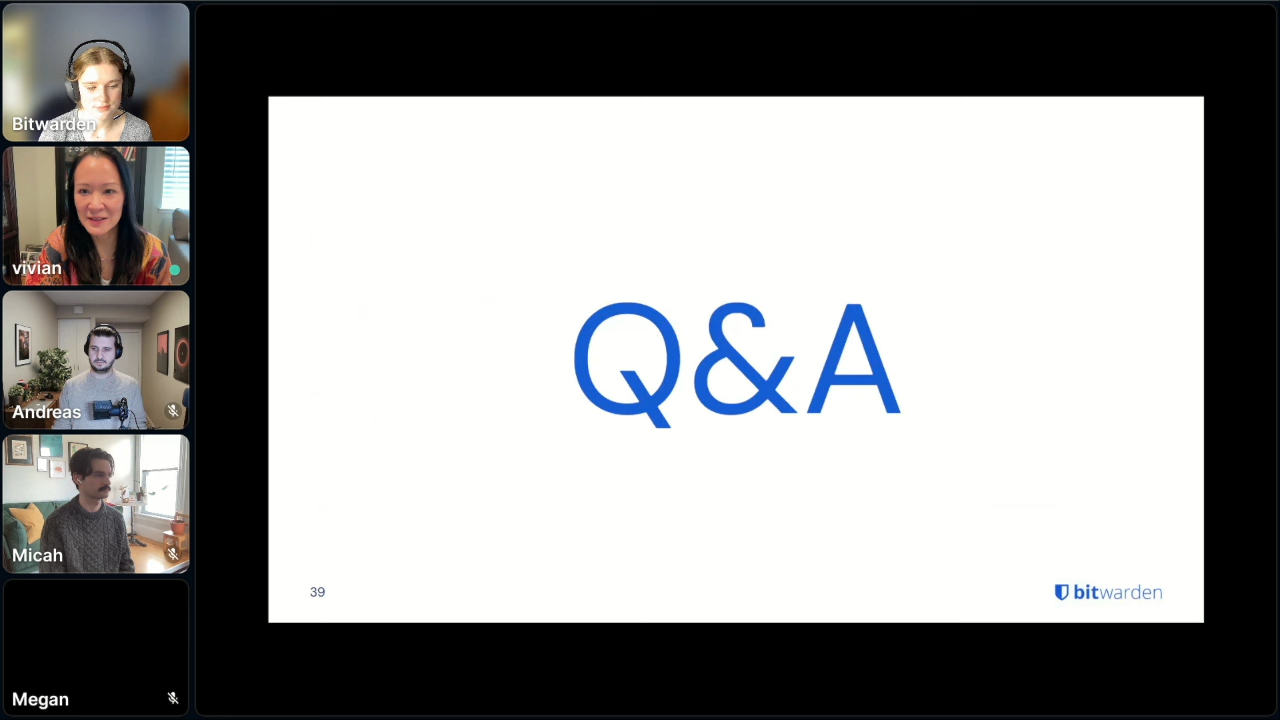 Bitwarden
vivian
Andreas
Micah
Megan
Q&A
39
bitwarden